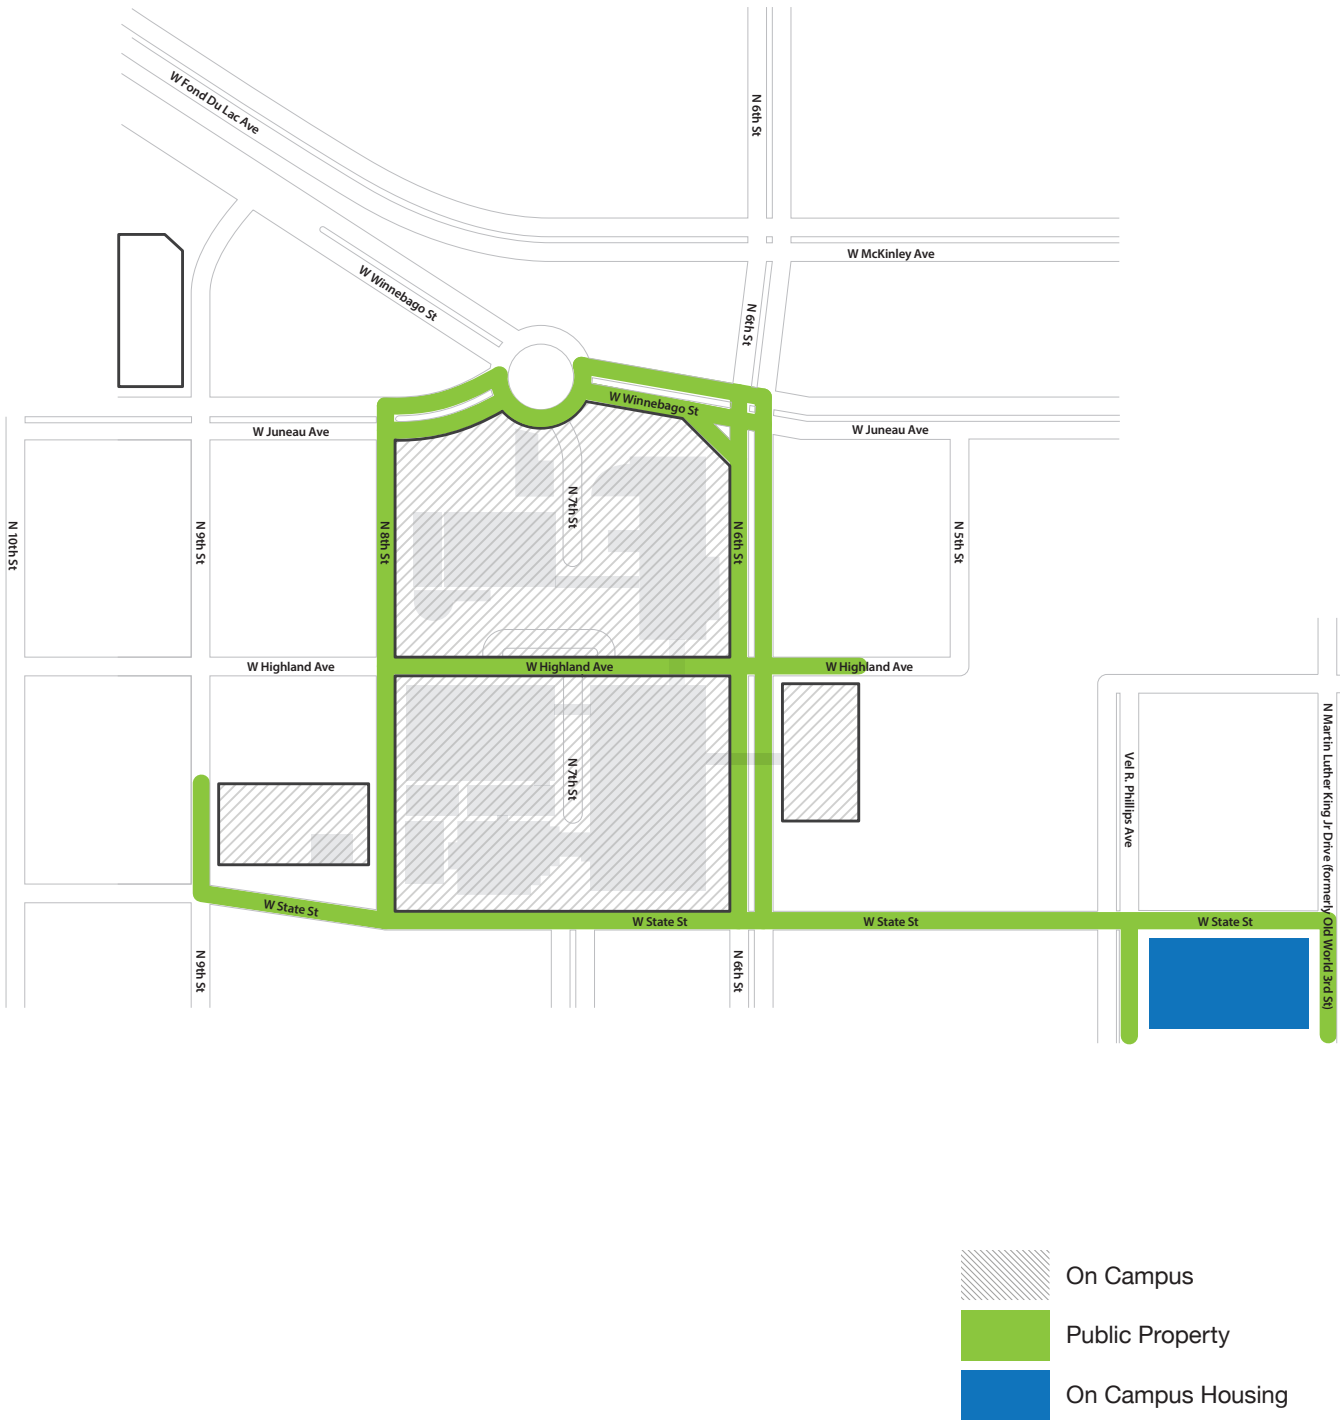 W Fond Du Lac Ave
N 6th St
W McKinley Ave
W Winnebago St
N 6th St
W Winnebago St
W Juneau Ave
W Juneau Ave
N 10th St
N 9th St
N 8th St
N 7th St
N 6th St
N 5th St
W Highland Ave
W Highland Ave
W Highland Ave
N 7th St
Vel R. Phillips Ave
N Martin Luther King Jr Drive (formerly Old World 3rd St)
W State St
W State St
W State St
W State St
N 9th St
N 6th St
On Campus
Public Property
On Campus Housing